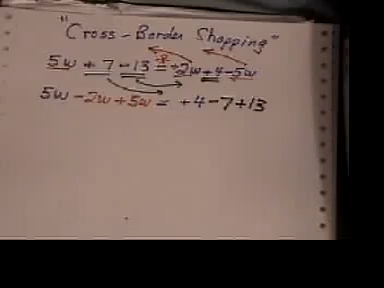 "Cross-Border Shopping"
5w + 7 - 13 = +2w + 4 - 5w
5w - 2w + 5w = +4 - 7 + 13